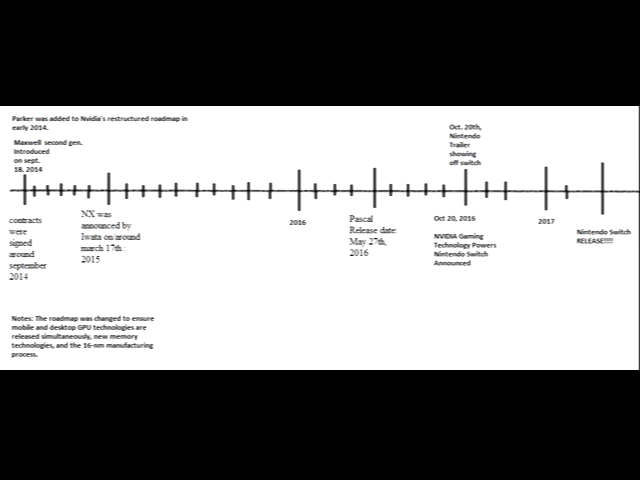 Parker was added to Nvidia's restructured roadmap in
early 2014.
Maxwell second gen.
Introduced
on sept.
18, 2014
Oct. 20th,
Nintendo
Trailer
showing
off switch
contracts
were
signed
around
september
2014
NX was
announced by
Iwata on/around
march 17th :
2015
2016
Pascal
Release date:
May 27th,
2016
Oct 20, 2016
NVIDIA Gaming
Technology Powers
Nintendo Switch
Announced
2017
Nintendo Switch
RELEASE!!!!
Notes: The roadmap was changed to ensure
mobile and desktop GPU technologies are
released simultaneously, new memory
technologies, and the 16-nm manufacturing
process.